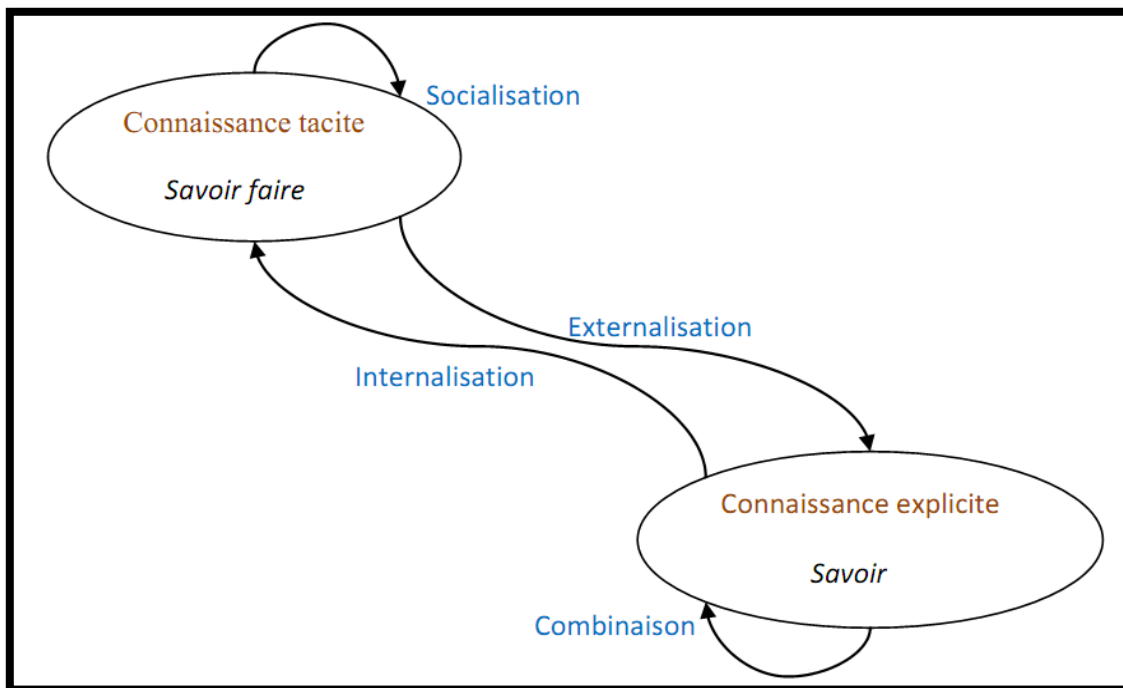 Socialisation
Connaissance tacite
Savoir faire
Externalisation
Internalisation
Connaissance explicite
Savoir
Combinaison